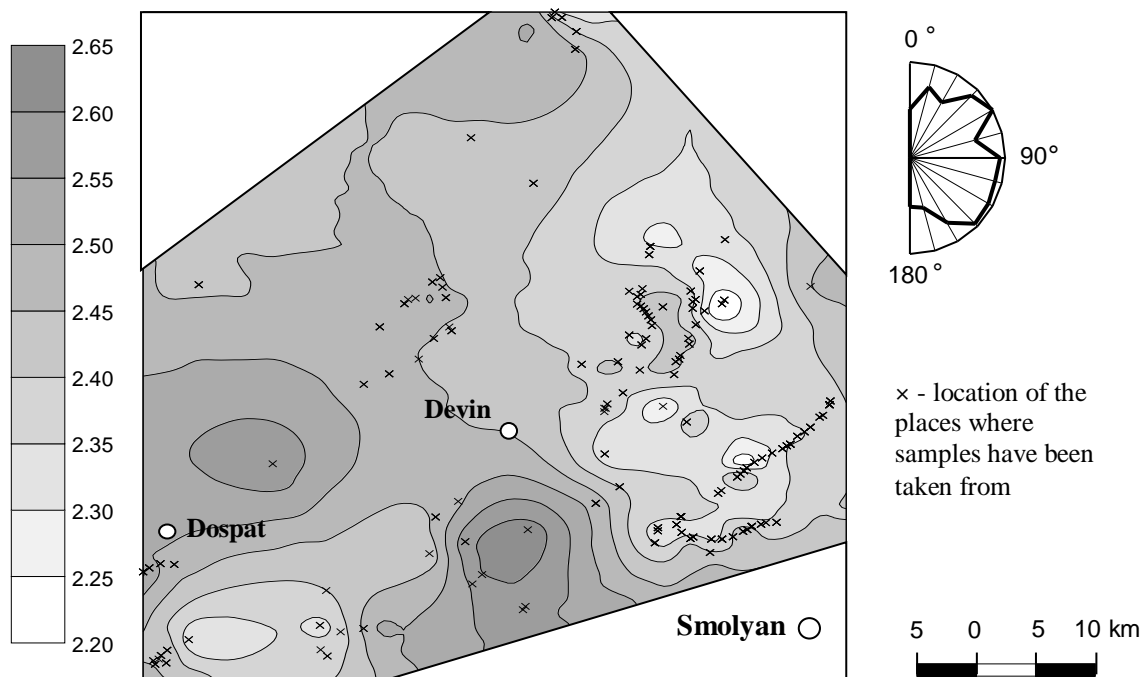 2.65
2.60
2.55
2.50
2.45
2.40
2.35
2.30
2.25
2.20
Devin
Dospat
Smolyan
0 °
90°
180 °
× - location of the
places where
samples have been
taken from
5 0 5 10 km